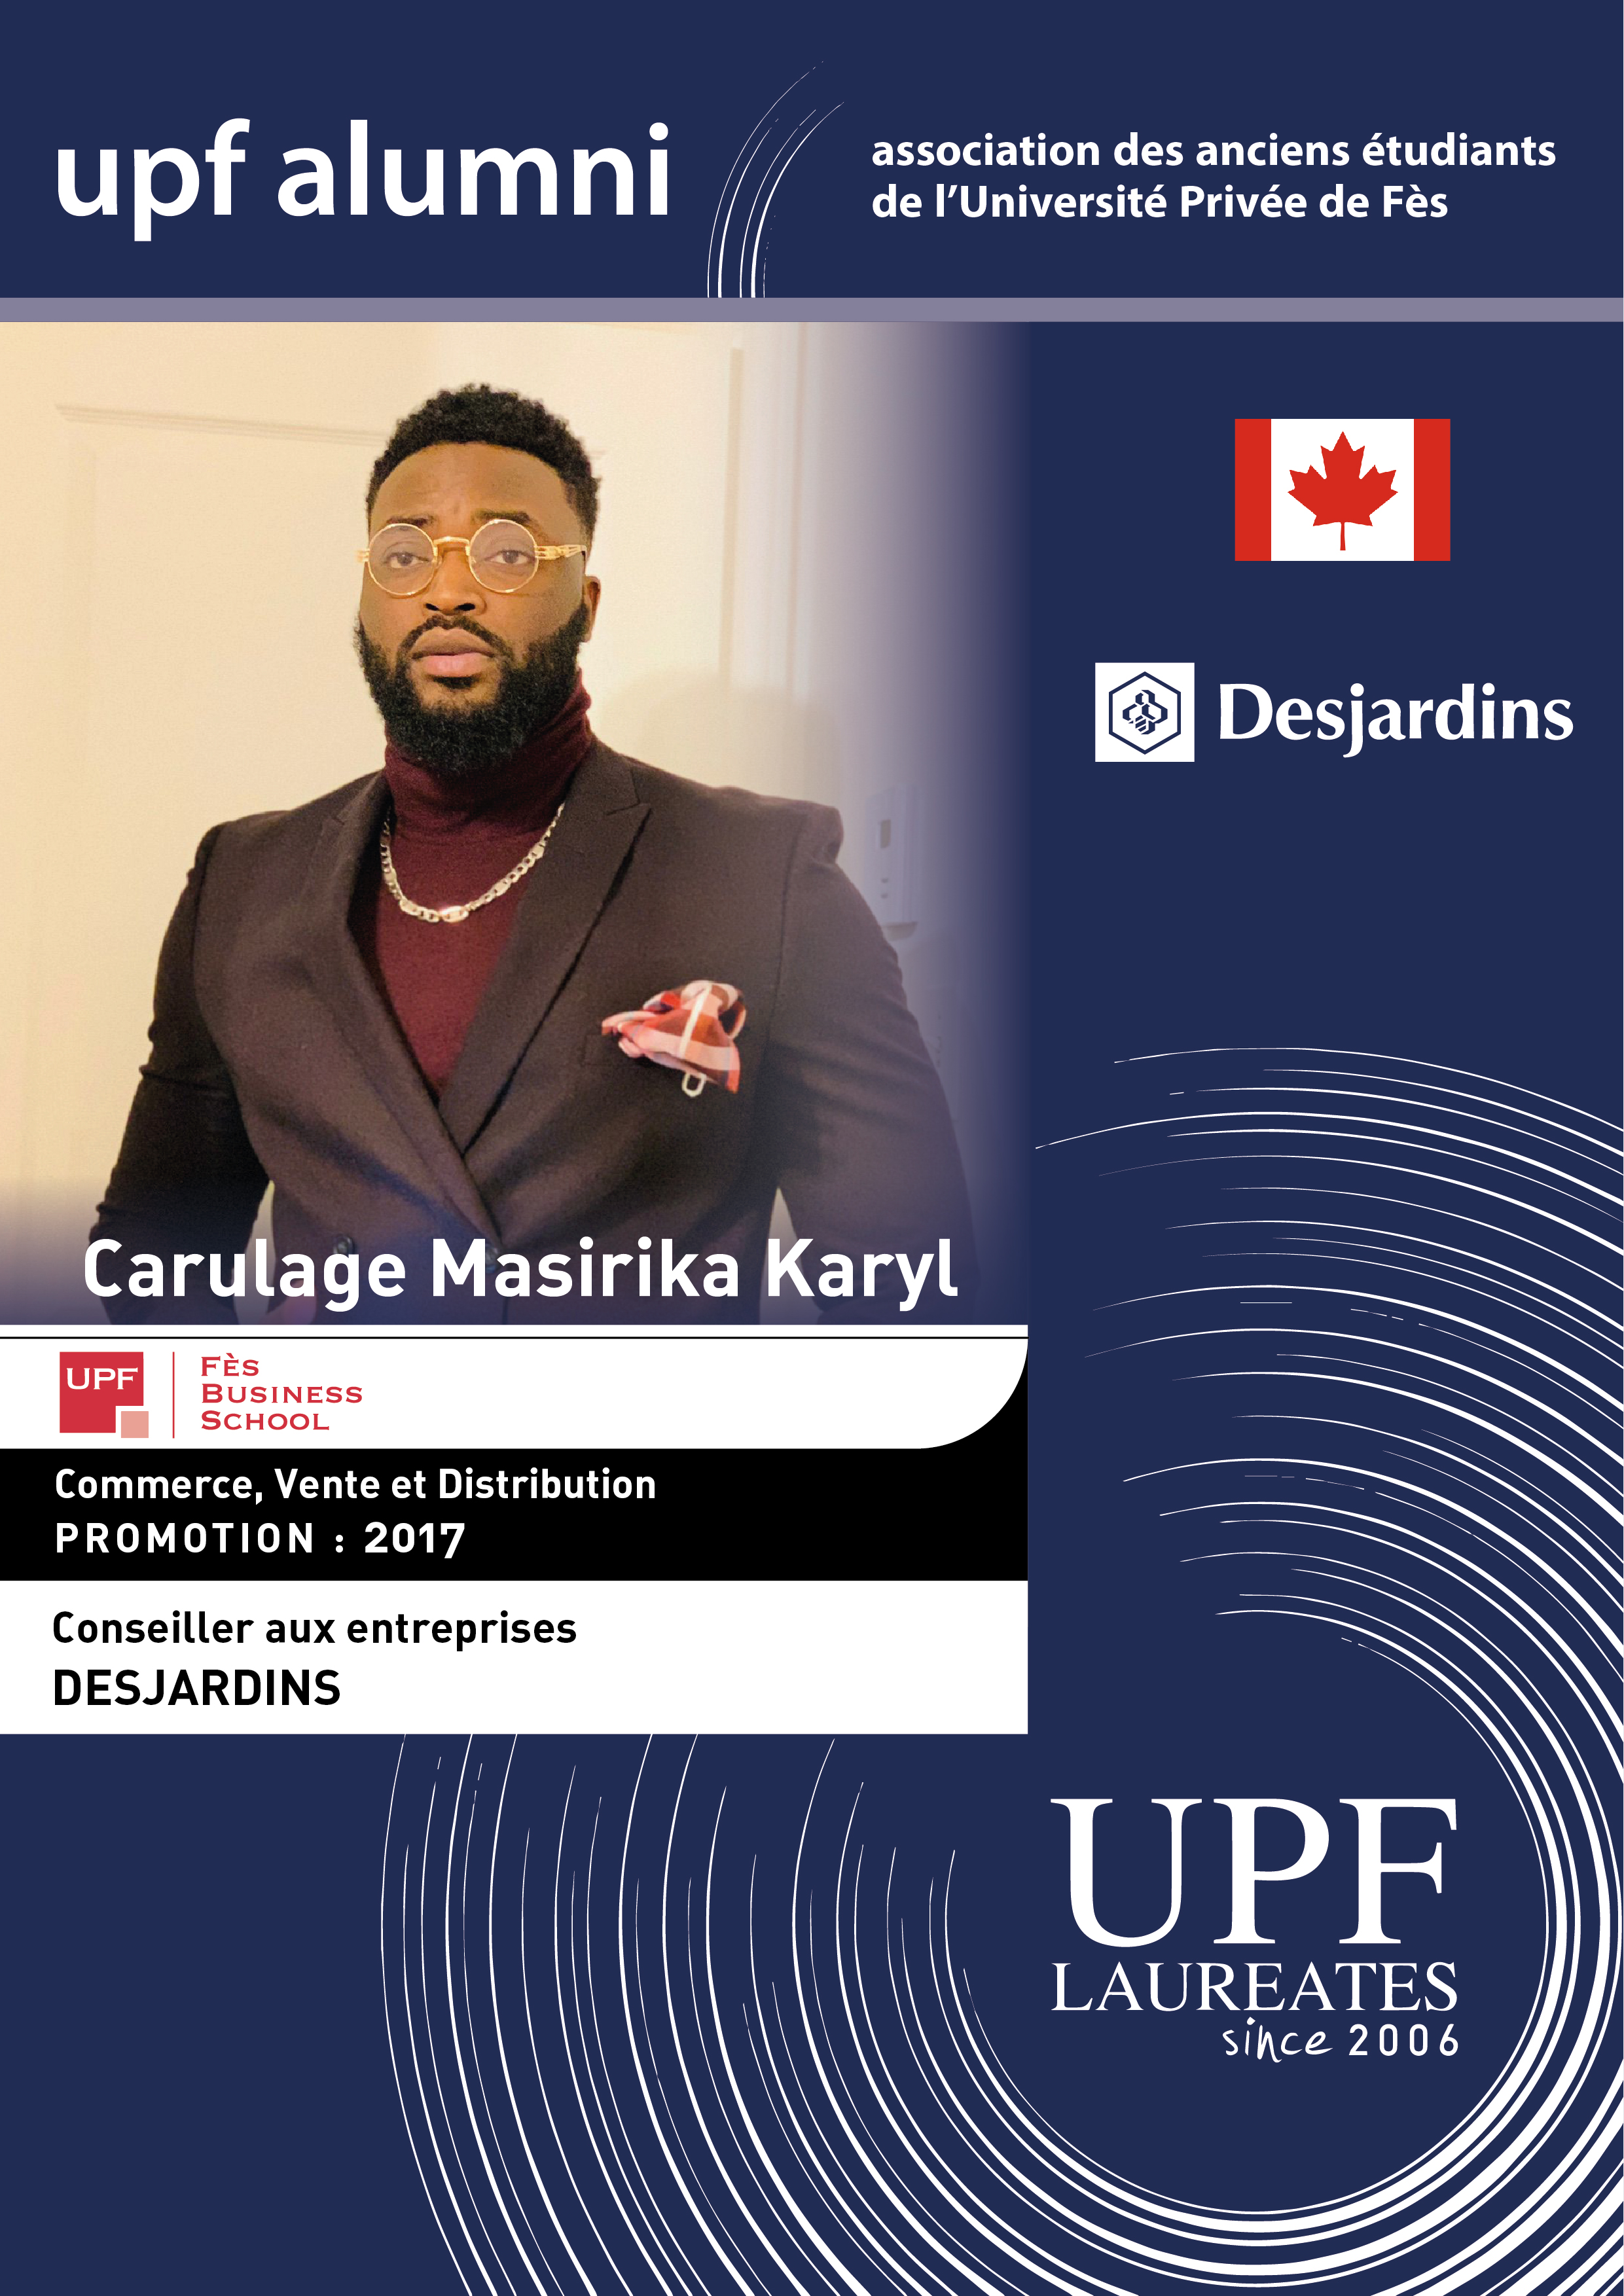 upf alumni
association des anciens étudiants
de l’Université Privée de Fès
Desjardins
Carulage Masirika Karyl
UPF
FÈS
BUSINESS
SCHOOL
Commerce, Vente et Distribution
PROMOTION : 2017
Conseiller aux entreprises
DESJARDINS
UPF
LAUREATES
since 2006